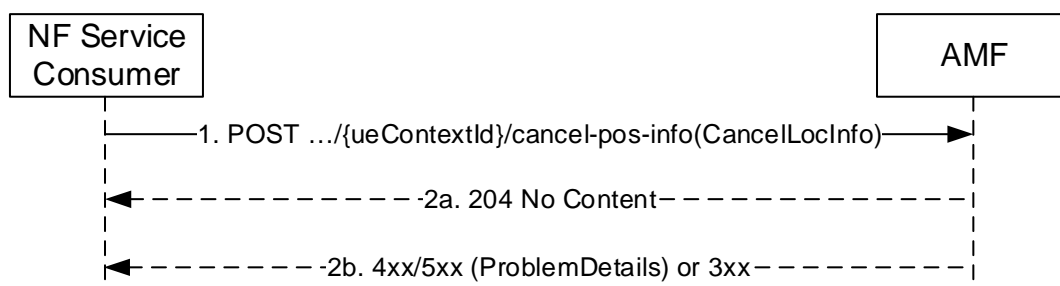 NF Service
Consumer
AMF
1. POST …/{ueContextId}/cancel-pos-info(CancelLocInfo)
2a. 204 No Content
2b. 4xx/5xx (ProblemDetails) or 3xx